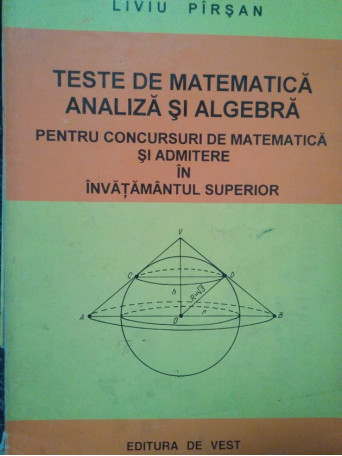 LIVIU PÎRŞAN
TESTE DE MATEMATICĂ
ANALIZĂ ŞI ALGEBRĂ
PENTRU CONCURSURI DE MATEMATICĂ
ŞI ADMITERE
ÎN
ÎNVĂŢĂMÂNTUL SUPERIOR
V
C D
h R=√3
A O r B
EDITURA DE VEST